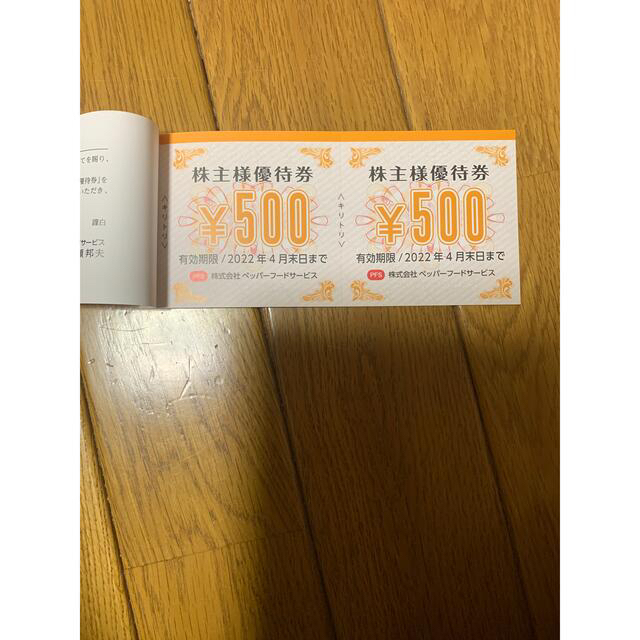 てを賜り、
優待券」を
いただき、
謹白
サービス
邦夫
<キリトリ>
株主様優待券
¥500
有効期限/2022年4月末日まで
PFS 株式会社ペッパーフードサービス
<キリトリ>
株主様優待券
¥500
有効期限/2022年4月末日まで
PFS 株式会社ペッパーフードサービス